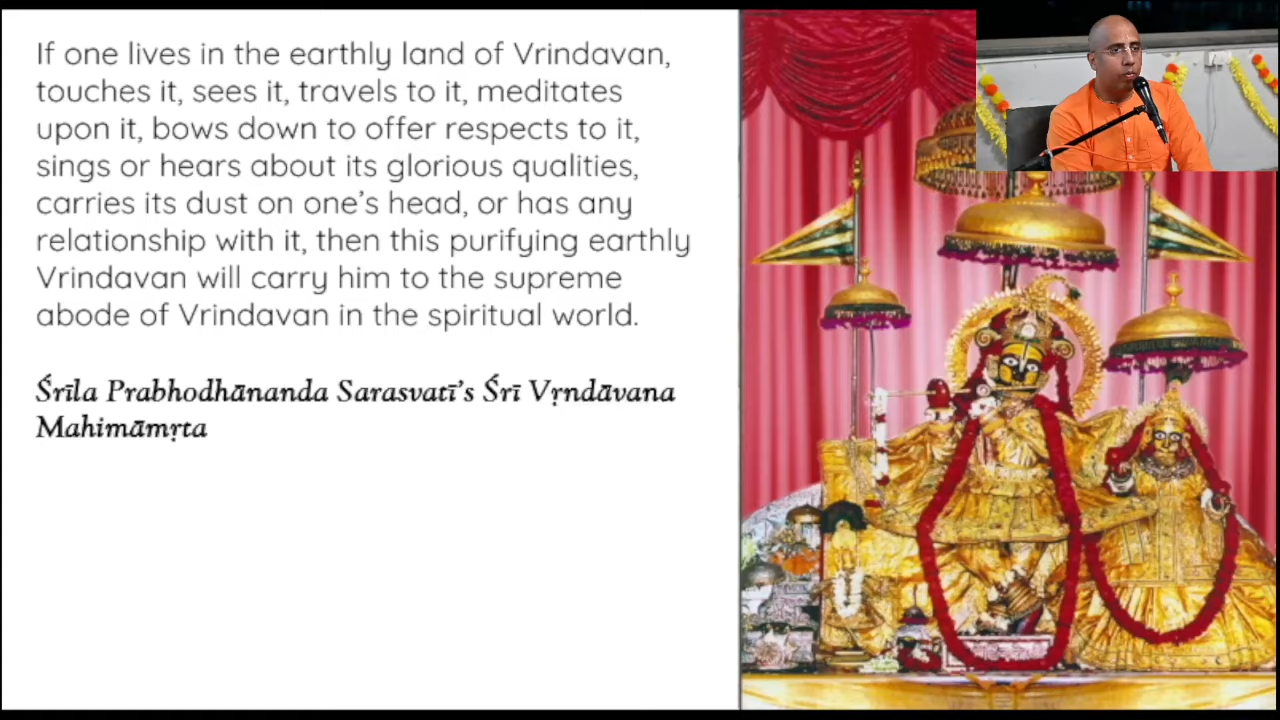 If one lives in the earthly land of Vrindavan,
touches it, sees it, travels to it, meditates
upon it, bows down to offer respects to it,
sings or hears about its glorious qualities,
carries its dust on one’s head, or has any
relationship with it, then this purifying earthly
Vrindavan will carry him to the supreme
abode of Vrindavan in the spiritual world.
Śrīla Prabhodhānanda Sarasvatī’s Śrī Vṛndāvana
Mahimāmṛta